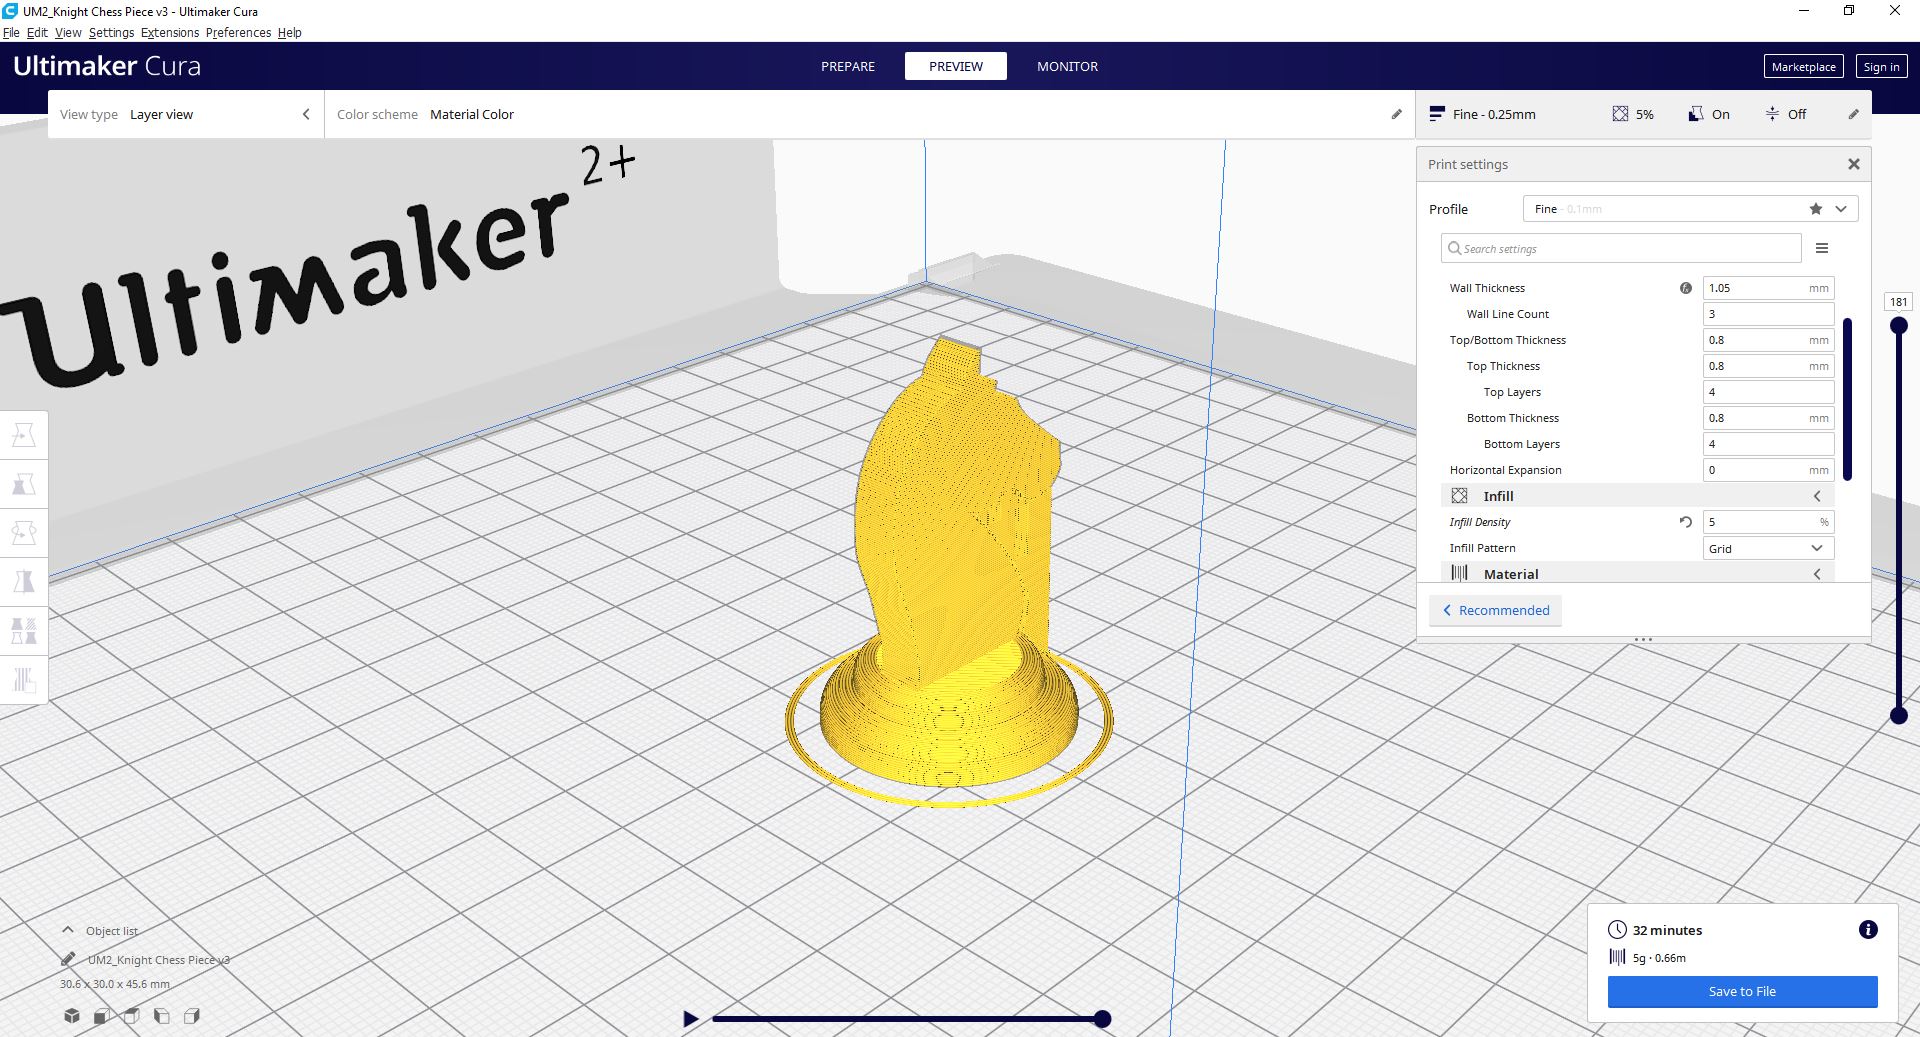 UM2_Knight Chess Piece v3 - Ultimaker Cura
File Edit View Settings Extensions Preferences Help
Ultimaker Cura
PREPARE PREVIEW MONITOR
Marketplace Sign in
View type Layer view Color scheme Material Color
Fine - 0.25mm 5% On Off
Ultimaker 2+
Print settings
Profile Fine - 0.1mm
Search settings
Wall Thickness 1.05 mm
Wall Line Count 3
Top/Bottom Thickness 0.8 mm
Top Thickness 0.8 mm
Top Layers 4
Bottom Thickness 0.8 mm
Bottom Layers 4
Horizontal Expansion 0 mm
Infill
Infill Density 5 %
Infill Pattern Grid
Material
Recommended
181
Object list
UM2_Knight Chess Piece v3
30.6 x 30.0 x 45.6 mm
32 minutes
5g · 0.66m
Save to File